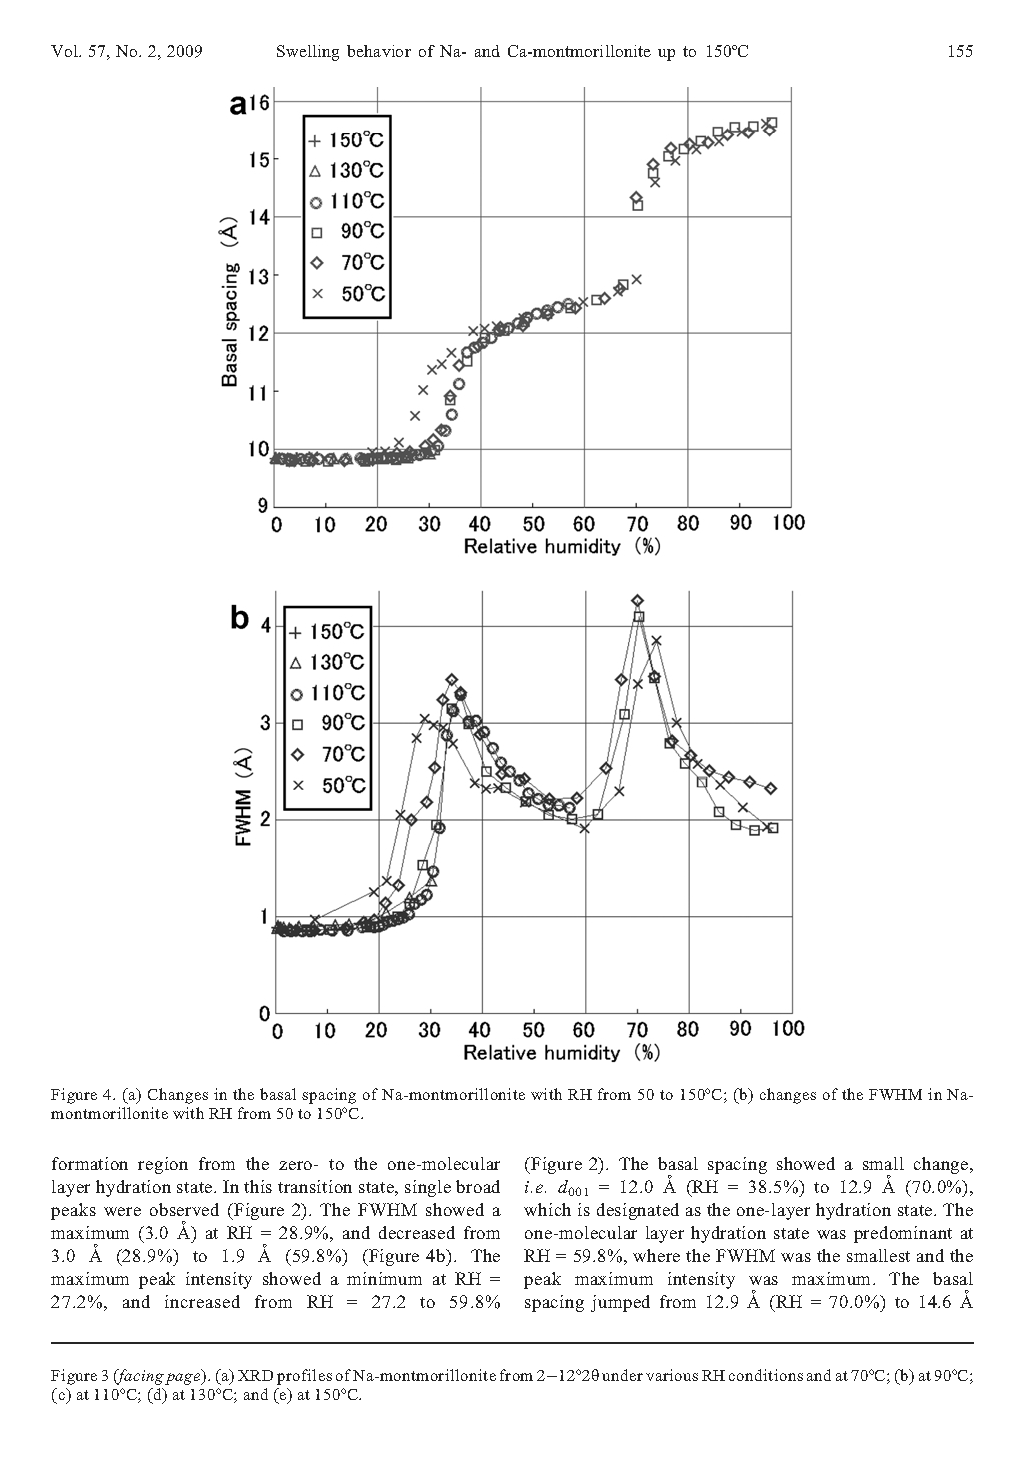 Vol. 57, No. 2, 2009 Swelling behavior of Na- and Ca-montmorillonite up to 150ºC 155
a
16
15
14
13
12
11
10
9
Basal spacing (Å)
150℃
130℃
110℃
90℃
70℃
50℃
0 10 20 30 40 50 60 70 80 90 100
Relative humidity (%)
b
4
3
2
1
0
FWHM (Å)
150℃
130℃
110℃
90℃
70℃
50℃
0 10 20 30 40 50 60 70 80 90 100
Relative humidity (%)
Figure 4. (a) Changes in the basal spacing of Na-montmorillonite with RH from 50 to 150ºC; (b) changes of the FWHM in Na-
montmorillonite with RH from 50 to 150ºC.
formation region from the zero- to the one-molecular
layer hydration state. In this transition state, single broad
peaks were observed (Figure 2). The FWHM showed a
maximum (3.0 Å) at RH = 28.9%, and decreased from
3.0 Å (28.9%) to 1.9 Å (59.8%) (Figure 4b). The
maximum peak intensity showed a minimum at RH =
27.2%, and increased from RH = 27.2 to 59.8%
(Figure 2). The basal spacing showed a small change,
i.e. d001 = 12.0 Å (RH = 38.5%) to 12.9 Å (70.0%),
which is designated as the one-layer hydration state. The
one-molecular layer hydration state was predominant at
RH = 59.8%, where the FWHM was the smallest and the
peak maximum intensity was maximum. The basal
spacing jumped from 12.9 Å (RH = 70.0%) to 14.6 Å
Figure 3 (facing page). (a) XRD profiles of Na-montmorillonite from 2−12º2θ under various RH conditions and at 70ºC; (b) at 90ºC;
(c) at 110ºC; (d) at 130ºC; and (e) at 150ºC.